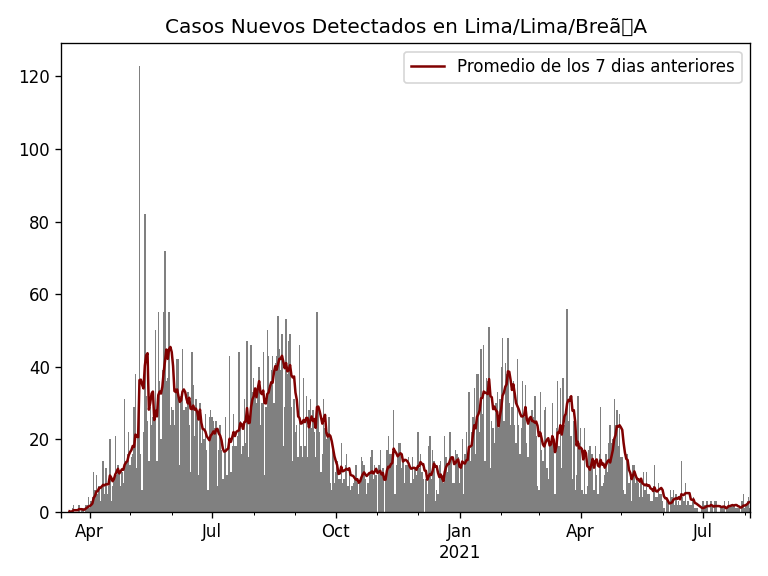 Casos Nuevos Detectados en Lima/Lima/Breã▯A
Promedio de los 7 dias anteriores
120
100
80
60
40
20
0
Apr Jul Oct Jan Apr Jul
2021